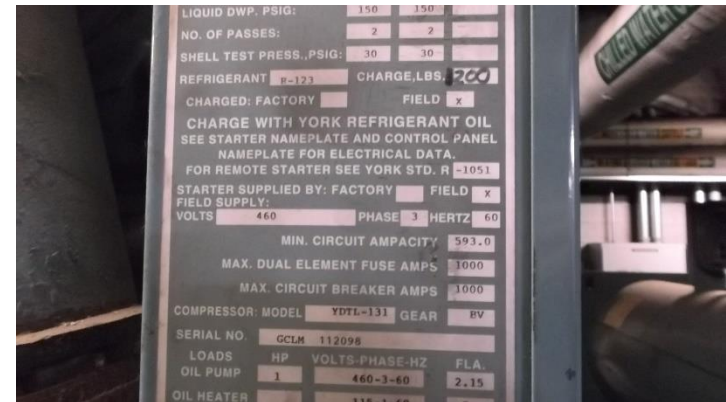 LIQUID DWP. PSIG: 150 150
NO. OF PASSES: 2 2
SHELL TEST PRESS.,PSIG: 30 30
REFRIGERANT R-123 CHARGE,LBS. 1200
CHARGED: FACTORY FIELD x
CHARGE WITH YORK REFRIGERANT OIL
SEE STARTER NAMEPLATE AND CONTROL PANEL
NAMEPLATE FOR ELECTRICAL DATA.
FOR REMOTE STARTER SEE YORK STD. R -1051
STARTER SUPPLIED BY: FACTORY FIELD x
FIELD SUPPLY:
VOLTS 460 PHASE 3 HERTZ 60
MIN. CIRCUIT AMPACITY 593.0
MAX. DUAL ELEMENT FUSE AMPS 1000
MAX. CIRCUIT BREAKER AMPS 1000
COMPRESSOR: MODEL YDTL-131 GEAR BV
SERIAL NO. GCLM 112098
LOADS HP VOLTS-PHASE-HZ FLA.
OIL PUMP 1 460-3-60 2.15
OIL HEATER
CHILLED WATER